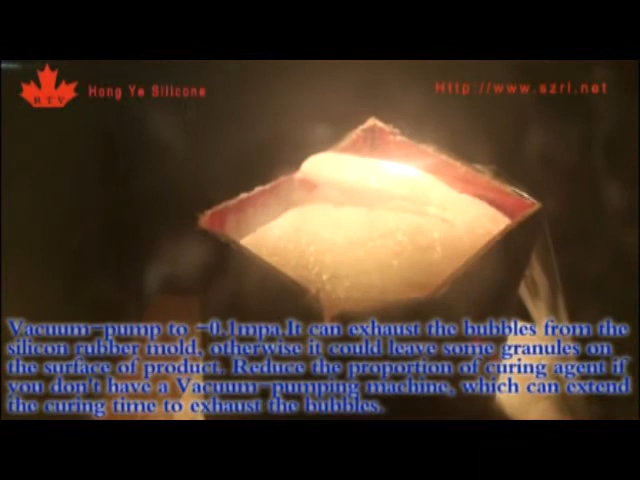 RTV
Hong Ye Silicone
Http://www.szrl.net
Vacuum-pump to -0.1mpa.It can exhaust the bubbles from the
silicon rubber mold, otherwise it could leave some granules on
the surface of product. Reduce the proportion of curing agent if
you don't have a Vacuum-pumping machine, which can extend
the curing time to exhaust the bubbles.